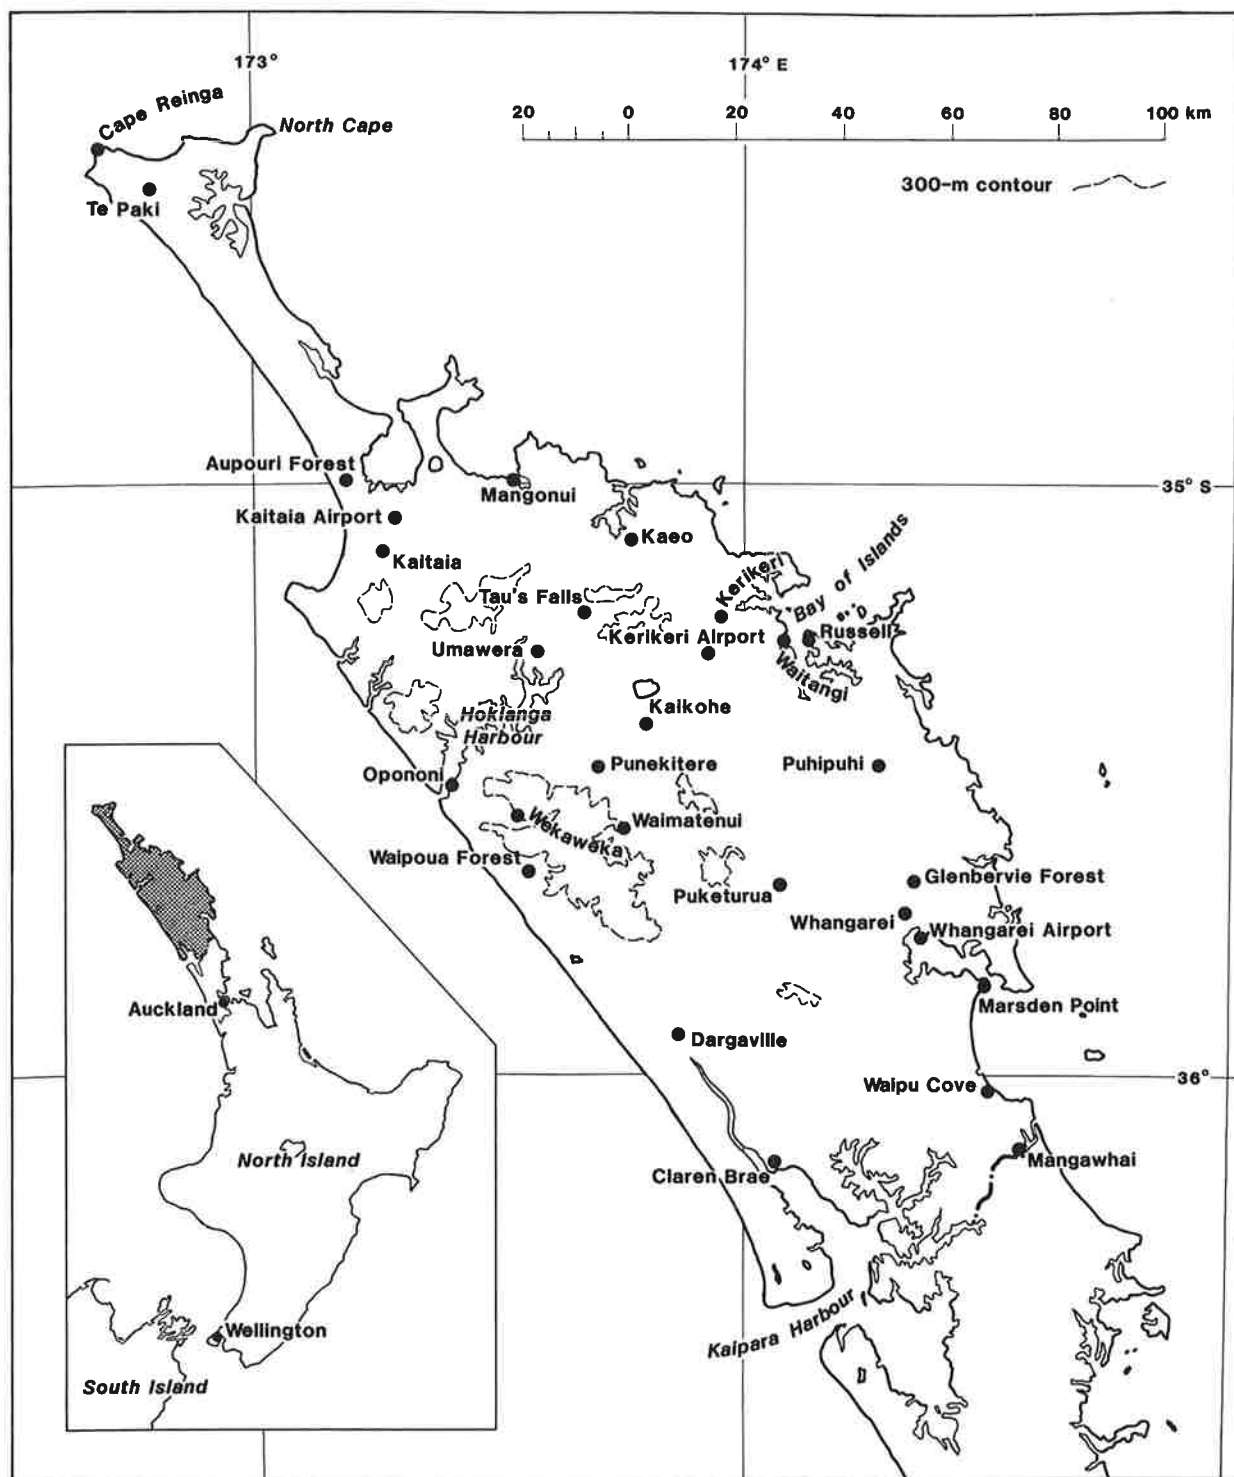 173°
174° E
Cape Reinga
North Cape
20 0 20 40 60 80 100 km
300-m contour
Te Paki
Aupouri Forest
Mangonui
35° S
Kaitaia Airport
Kaeo
Kaitaia
Bay of Islands
Kerikeri
Tau's Falls
Kerikeri Airport
Russell
Umawera
Waitangi
Hokianga
Harbour
Kaikohe
Opononi
Punekitere
Puhipuhi
Wekaweka
Waimatenui
Waipoua Forest
Puketurua
Glenbervie Forest
Whangarei
Whangarei Airport
Marsden Point
Dargaville
Waipu Cove
36°
Claren Brae
Mangawhai
Kaipara Harbour
Auckland
North Island
Wellington
South Island